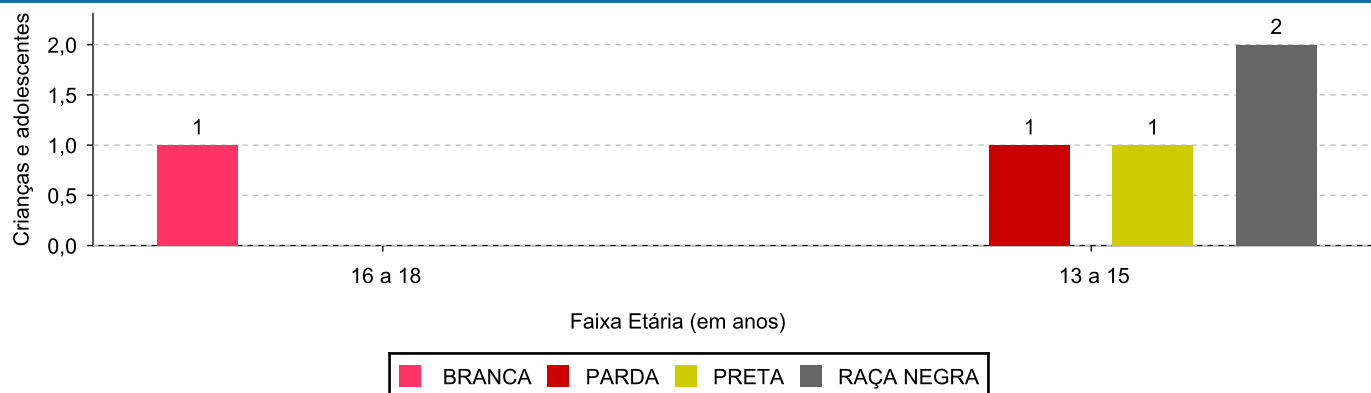 Crianças e adolescentes
2,0
1,5
1,0
0,5
0,0
1
1
1
2
16 a 18
13 a 15
Faixa Etária (em anos)
BRANCA PARDA PRETA RAÇA NEGRA